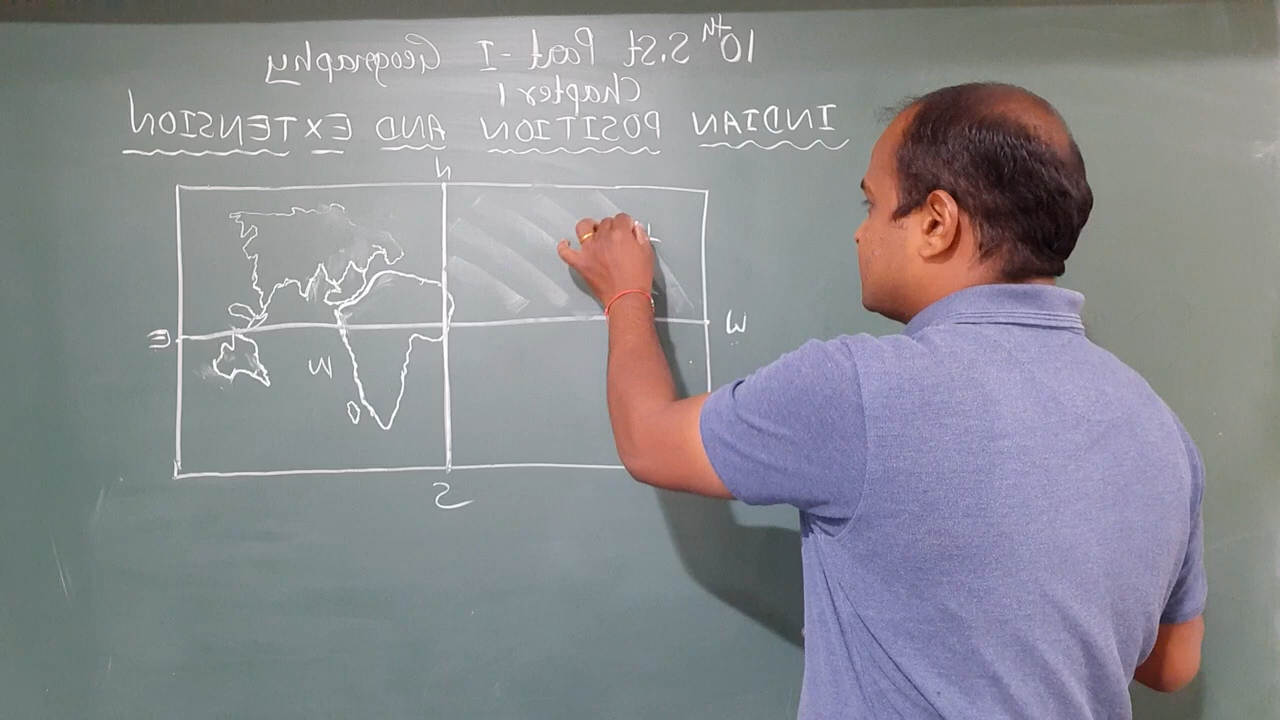 10th S.St Part-I Geography
Chapter 1
INDIAN POSITION AND EXTENSION
N
W
E
S